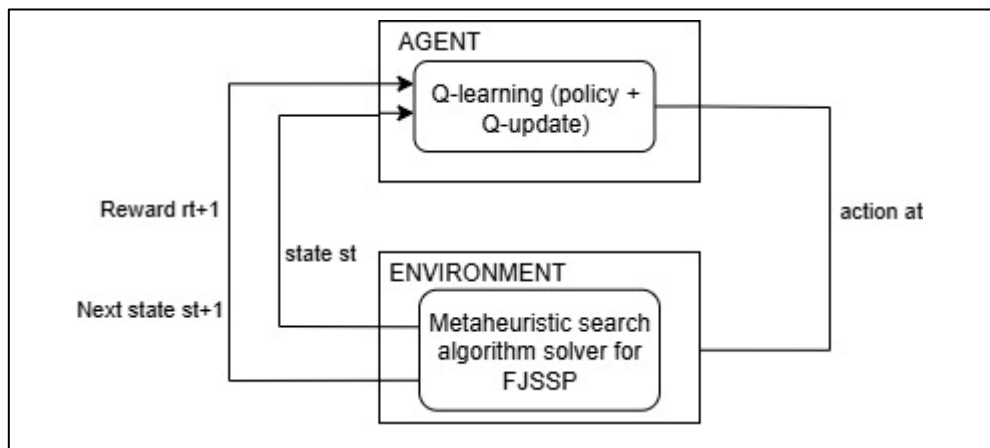 AGENT
Q-learning (policy +
Q-update)
Reward rt+1
action at
state st
ENVIRONMENT
Next state st+1
Metaheuristic search
algorithm solver for
FJSSP